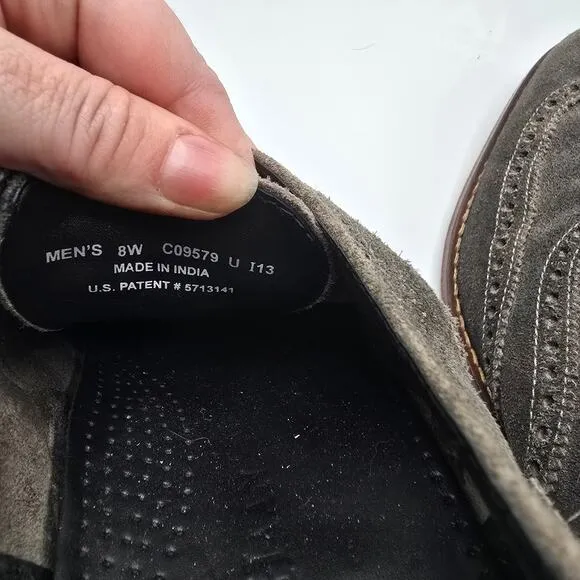 MEN'S 8W C09579 U I13
MADE IN INDIA
U.S. PATENT # 5713141